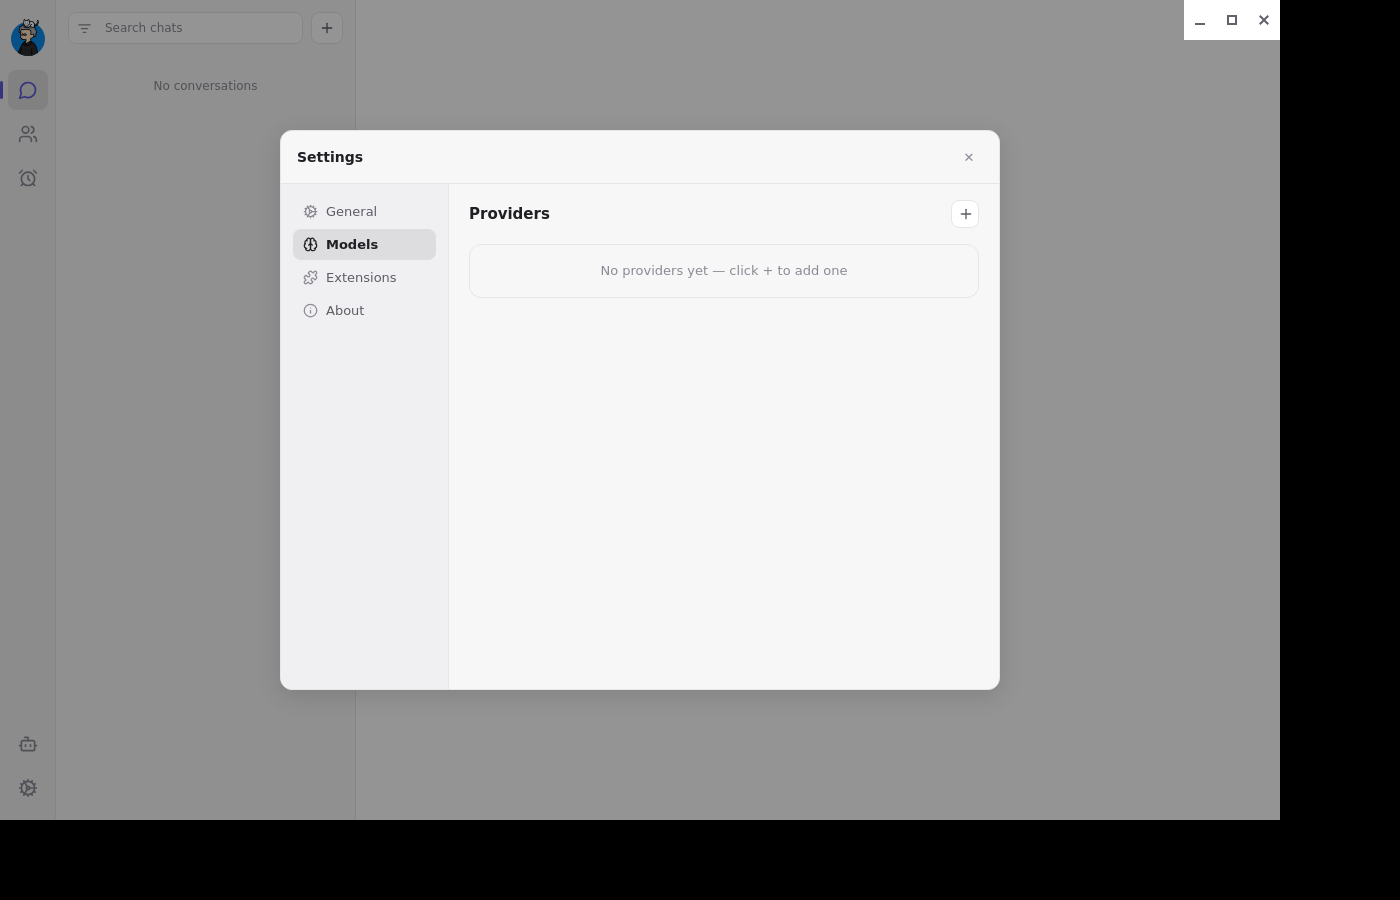 Search chats
No conversations
Settings
General
Models
Extensions
About
Providers
No providers yet — click + to add one